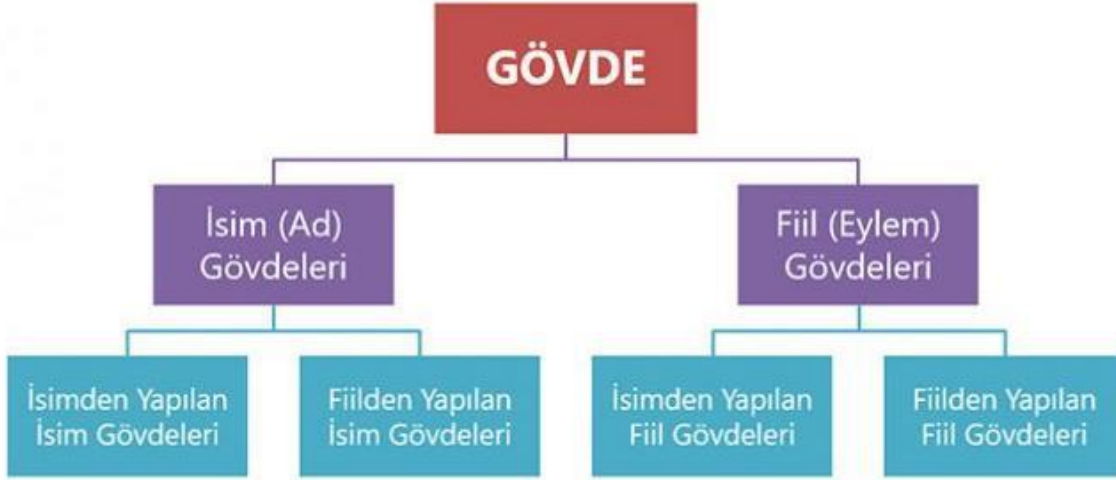 GÖVDE
İsim (Ad)
Gövdeleri
Fiil (Eylem)
Gövdeleri
İsimden Yapılan
İsim Gövdeleri
Fiilden Yapılan
İsim Gövdeleri
İsimden Yapılan
Fiil Gövdeleri
Fiilden Yapılan
Fiil Gövdeleri